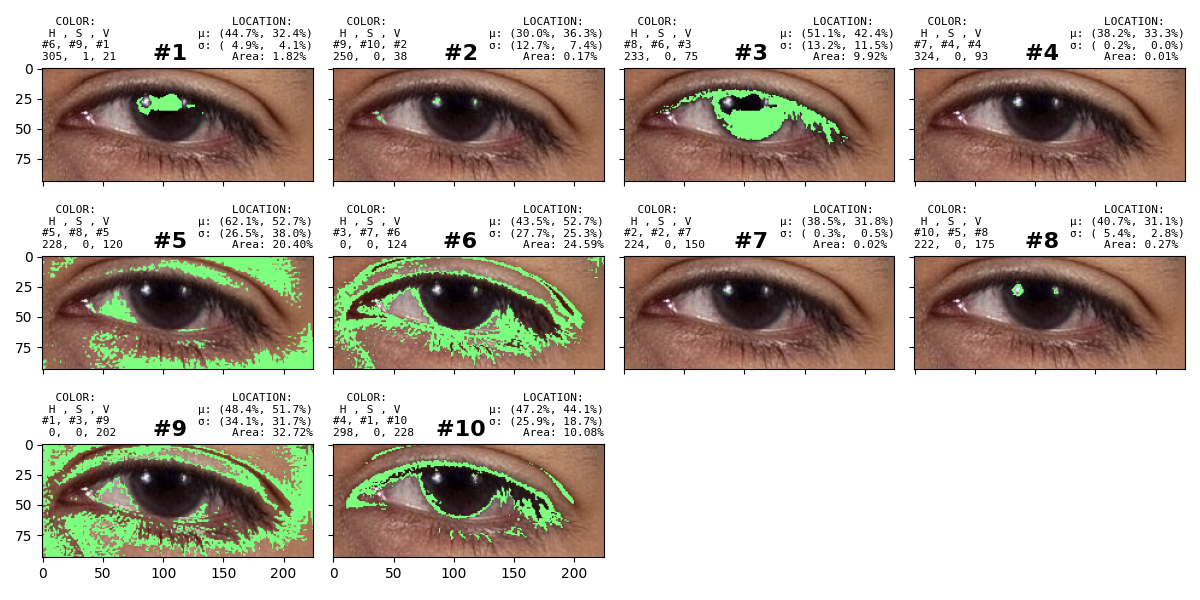 COLOR: LOCATION: COLOR: LOCATION: COLOR: LOCATION: COLOR: LOCATION:
H , S , V μ: (44.7%, 32.4%) H , S , V μ: (30.0%, 36.3%) H , S , V μ: (51.1%, 42.4%) H , S , V μ: (38.2%, 33.3%)
#6, #9, #1 #1 σ: ( 4.9%, 4.1%) #9, #10, #2 #2 σ: (12.7%, 7.4%) #8, #6, #3 #3 σ: (13.2%, 11.5%) #7, #4, #4 #4 σ: ( 0.2%, 0.0%)
305, 1, 21 Area: 1.82% 250, 0, 38 Area: 0.17% 233, 0, 75 Area: 9.92% 324, 0, 93 Area: 0.01%
0
25
50
75
COLOR: LOCATION: COLOR: LOCATION: COLOR: LOCATION: COLOR: LOCATION:
H , S , V μ: (62.1%, 52.7%) H , S , V μ: (43.5%, 52.7%) H , S , V μ: (38.5%, 31.8%) H , S , V μ: (40.7%, 31.1%)
#5, #8, #5 #5 σ: (26.5%, 38.0%) #3, #7, #6 #6 σ: (27.7%, 25.3%) #2, #2, #7 #7 σ: ( 0.3%, 0.5%) #10, #5, #8 #8 σ: ( 5.4%, 2.8%)
228, 0, 120 Area: 20.40% 0, 0, 124 Area: 24.59% 224, 0, 150 Area: 0.02% 222, 0, 175 Area: 0.27%
0
25
50
75
COLOR: LOCATION: COLOR: LOCATION:
H , S , V μ: (48.4%, 51.7%) H , S , V μ: (47.2%, 44.1%)
#1, #3, #9 #9 σ: (34.1%, 31.7%) #4, #1, #10 #10 σ: (25.9%, 18.7%)
0, 0, 202 Area: 32.72% 298, 0, 228 Area: 10.08%
0
25
50
75
0 50 100 150 200 0 50 100 150 200